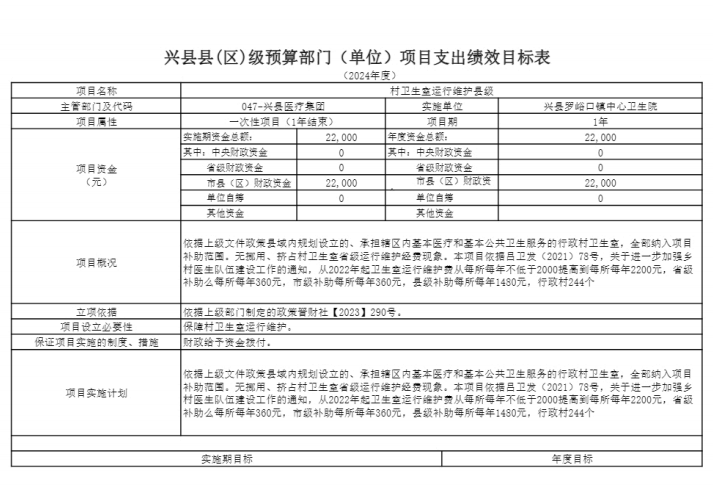 兴县县(区)级预算部门（单位）项目支出绩效目标表
（2024年度）
项目名称 村卫生室运行维护县级
主管部门及代码 047-兴县医疗集团 实施单位 兴县罗峪口镇中心卫生院
项目属性 一次性项目（1年结束） 项目期 1年
项目资金
（元）
实施期资金总额： 22,000 年度资金总额： 22,000
其中：中央财政资金 0 其中：中央财政资金 0
省级财政资金 0 省级财政资金 0
市县（区）财政资金 22,000 市县（区）财政资 22,000
单位自筹 0 单位自筹 0
其他资金 其他资金
项目概况
依据上级文件政策县域内规划设立的、承担辖区内基本医疗和基本公共卫生服务的行政村卫生室，全部纳入项目
补助范围。无挪用、挤占村卫生室省级运行维护经费现象。本项目依据吕卫发（2021）78号，关于进一步加强乡
村医生队伍建设工作的通知，从2022年起卫生室运行维护费从每所每年不低于2000提高到每所每年2200元，省级
补助么每所每年360元，市级补助每所每年360元，县级补助每所每年1480元，行政村244个
立项依据 依据上级部门制定的政策晋财社【2023】290号。
项目设立必要性 保障村卫生室运行维护。
保证项目实施的制度、措施 财政给予资金拨付。
项目实施计划
依据上级文件政策县域内规划设立的、承担辖区内基本医疗和基本公共卫生服务的行政村卫生室，全部纳入项目
补助范围。无挪用、挤占村卫生室省级运行维护经费现象。本项目依据吕卫发（2021）78号，关于进一步加强乡
村医生队伍建设工作的通知，从2022年起卫生室运行维护费从每所每年不低于2000提高到每所每年2200元，省级
补助么每所每年360元，市级补助每所每年360元，县级补助每所每年1480元，行政村244个
实施期目标 年度目标